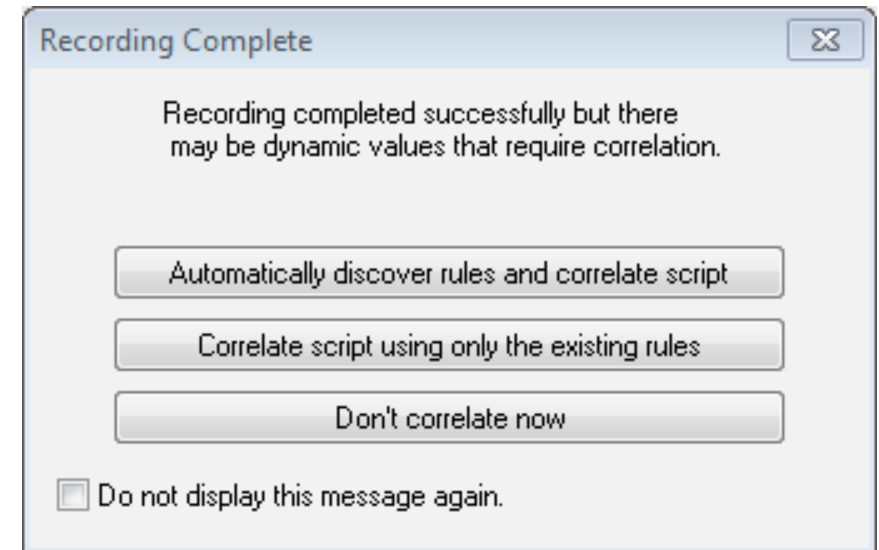 Recording Complete
Recording completed successfully but there
may be dynamic values that require correlation.
Automatically discover rules and correlate script
Correlate script using only the existing rules
Don't correlate now
Do not display this message again.